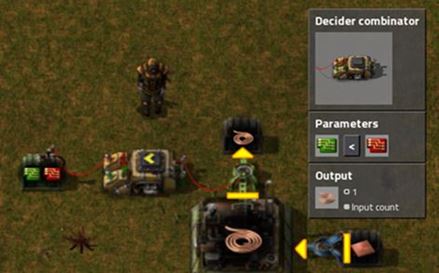 Decider combinator
Parameters
<
Output
1
Input count